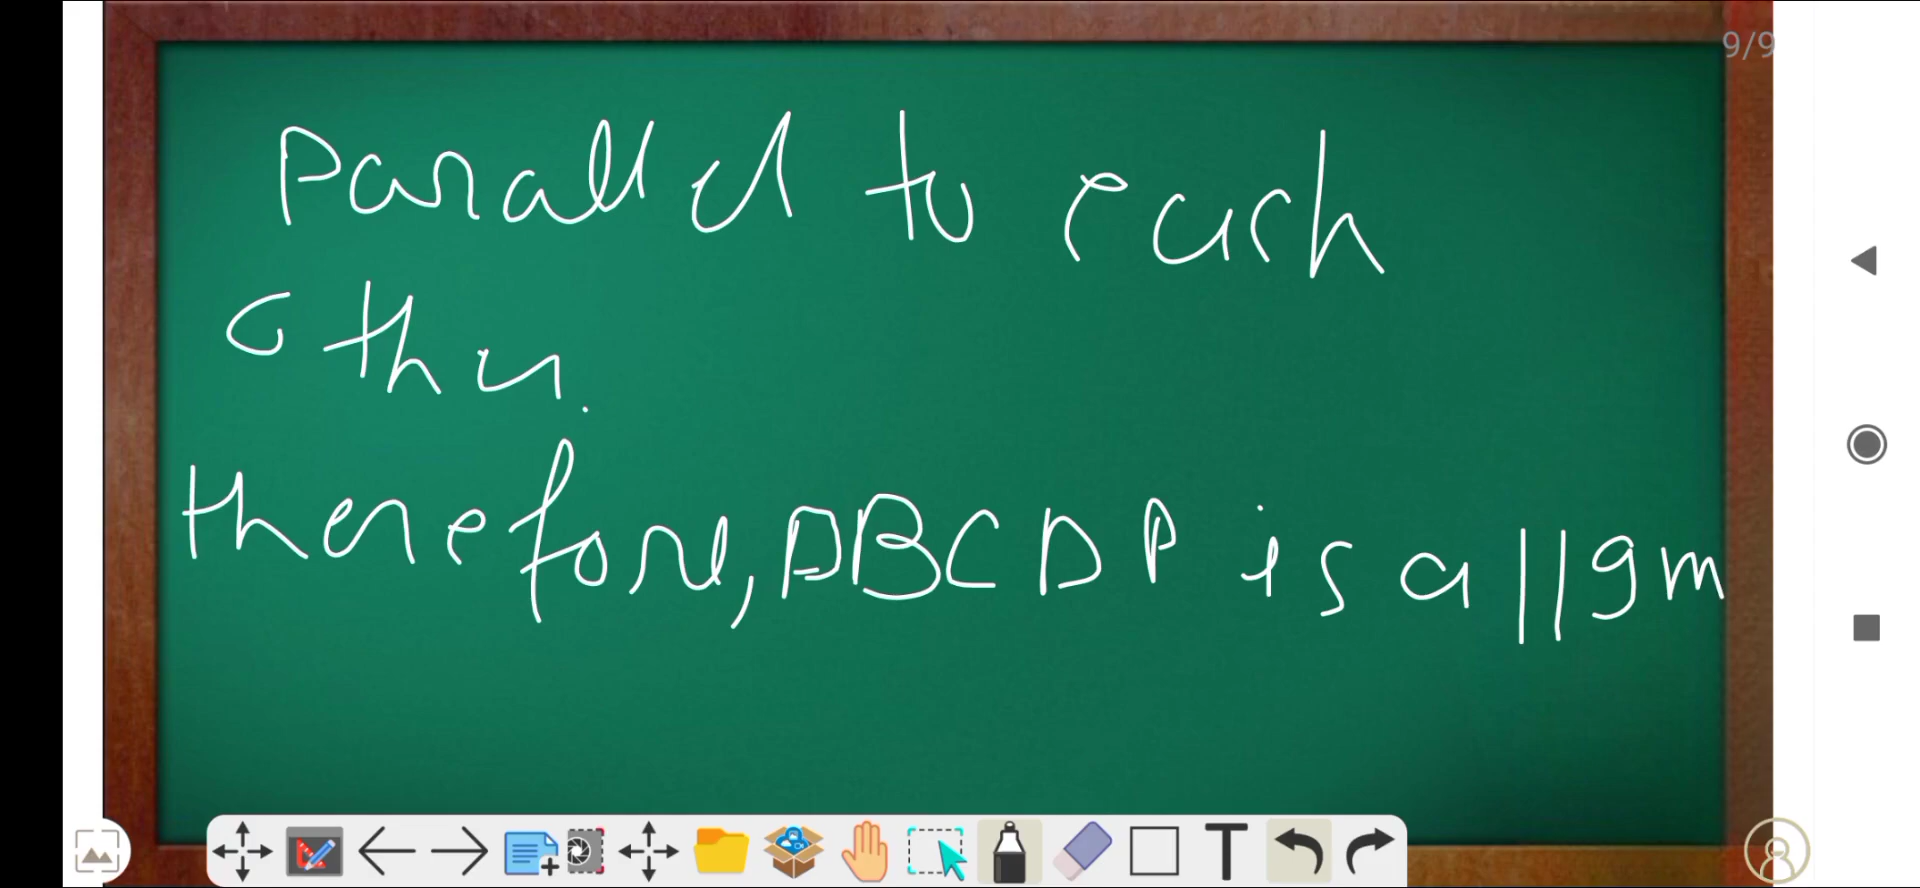 9/9
Parallel to each
other.
therefore, ABCD is a ||gm
T